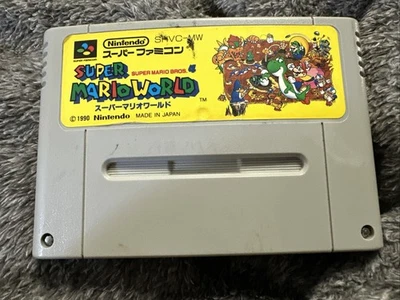 Nintendo SHVC-MW
スーパーファミコン
SUPER SUPER MARIO BROS. 4
MARIO WORLD
スーパーマリオワールド TM
©1990 Nintendo MADE IN JAPAN